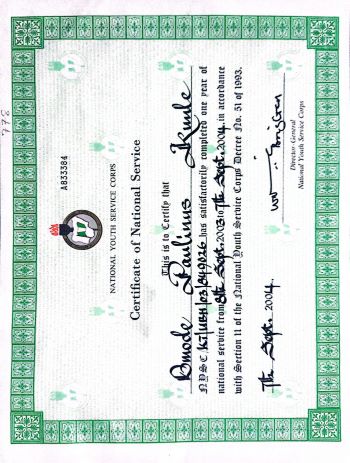 778
A833384
NATIONAL YOUTH SERVICE CORPS
Certificate of National Service
This is to Certify that
Omode Paulinus Kunle
NYSC KT/UBH/03/849026 has satisfactorily completed one year of
national service from 8th Sept. 2003 to 7th Sept. 2004, in accordance
with Section 11 of the National Youth Service Corps Decree No. 51 of 1993.
7th Sept. 2004.
Director-General
National Youth Service Corps